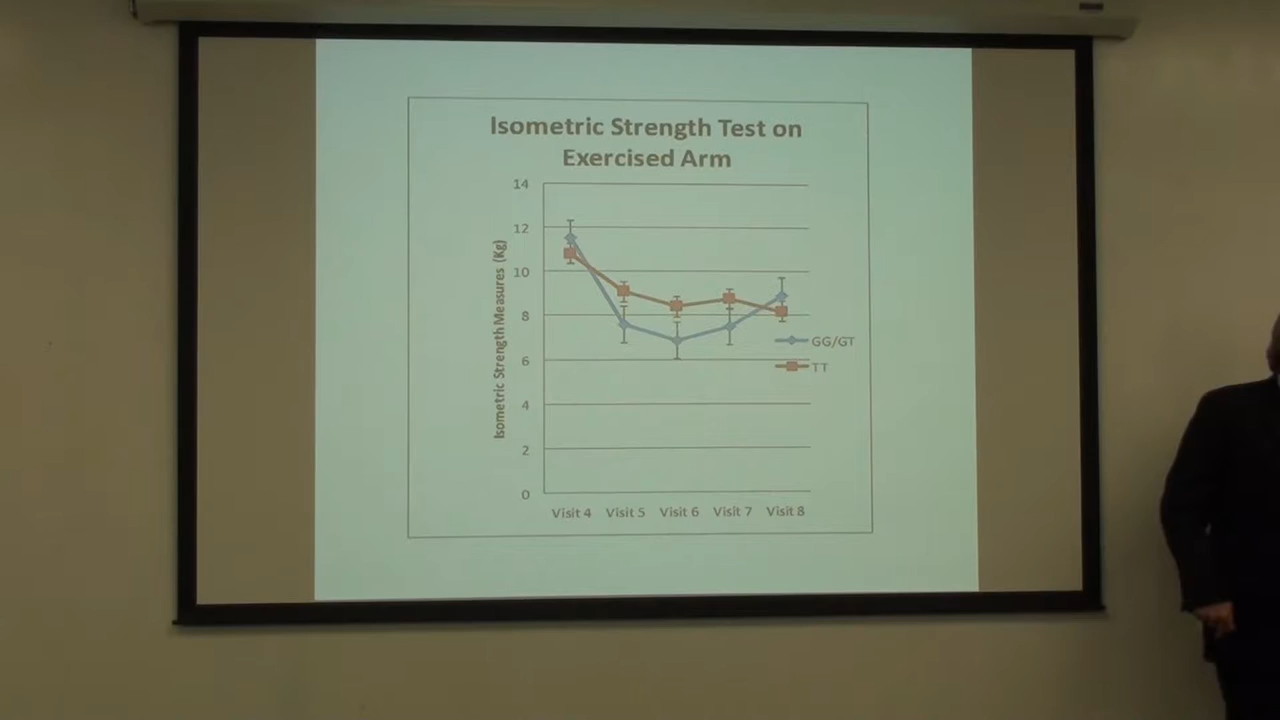 Isometric Strength Test on
Exercised Arm
Isometric Strength Measures (Kg)
14
12
10
8
6
4
2
0
Visit 4 Visit 5 Visit 6 Visit 7 Visit 8
GG/GT
TT